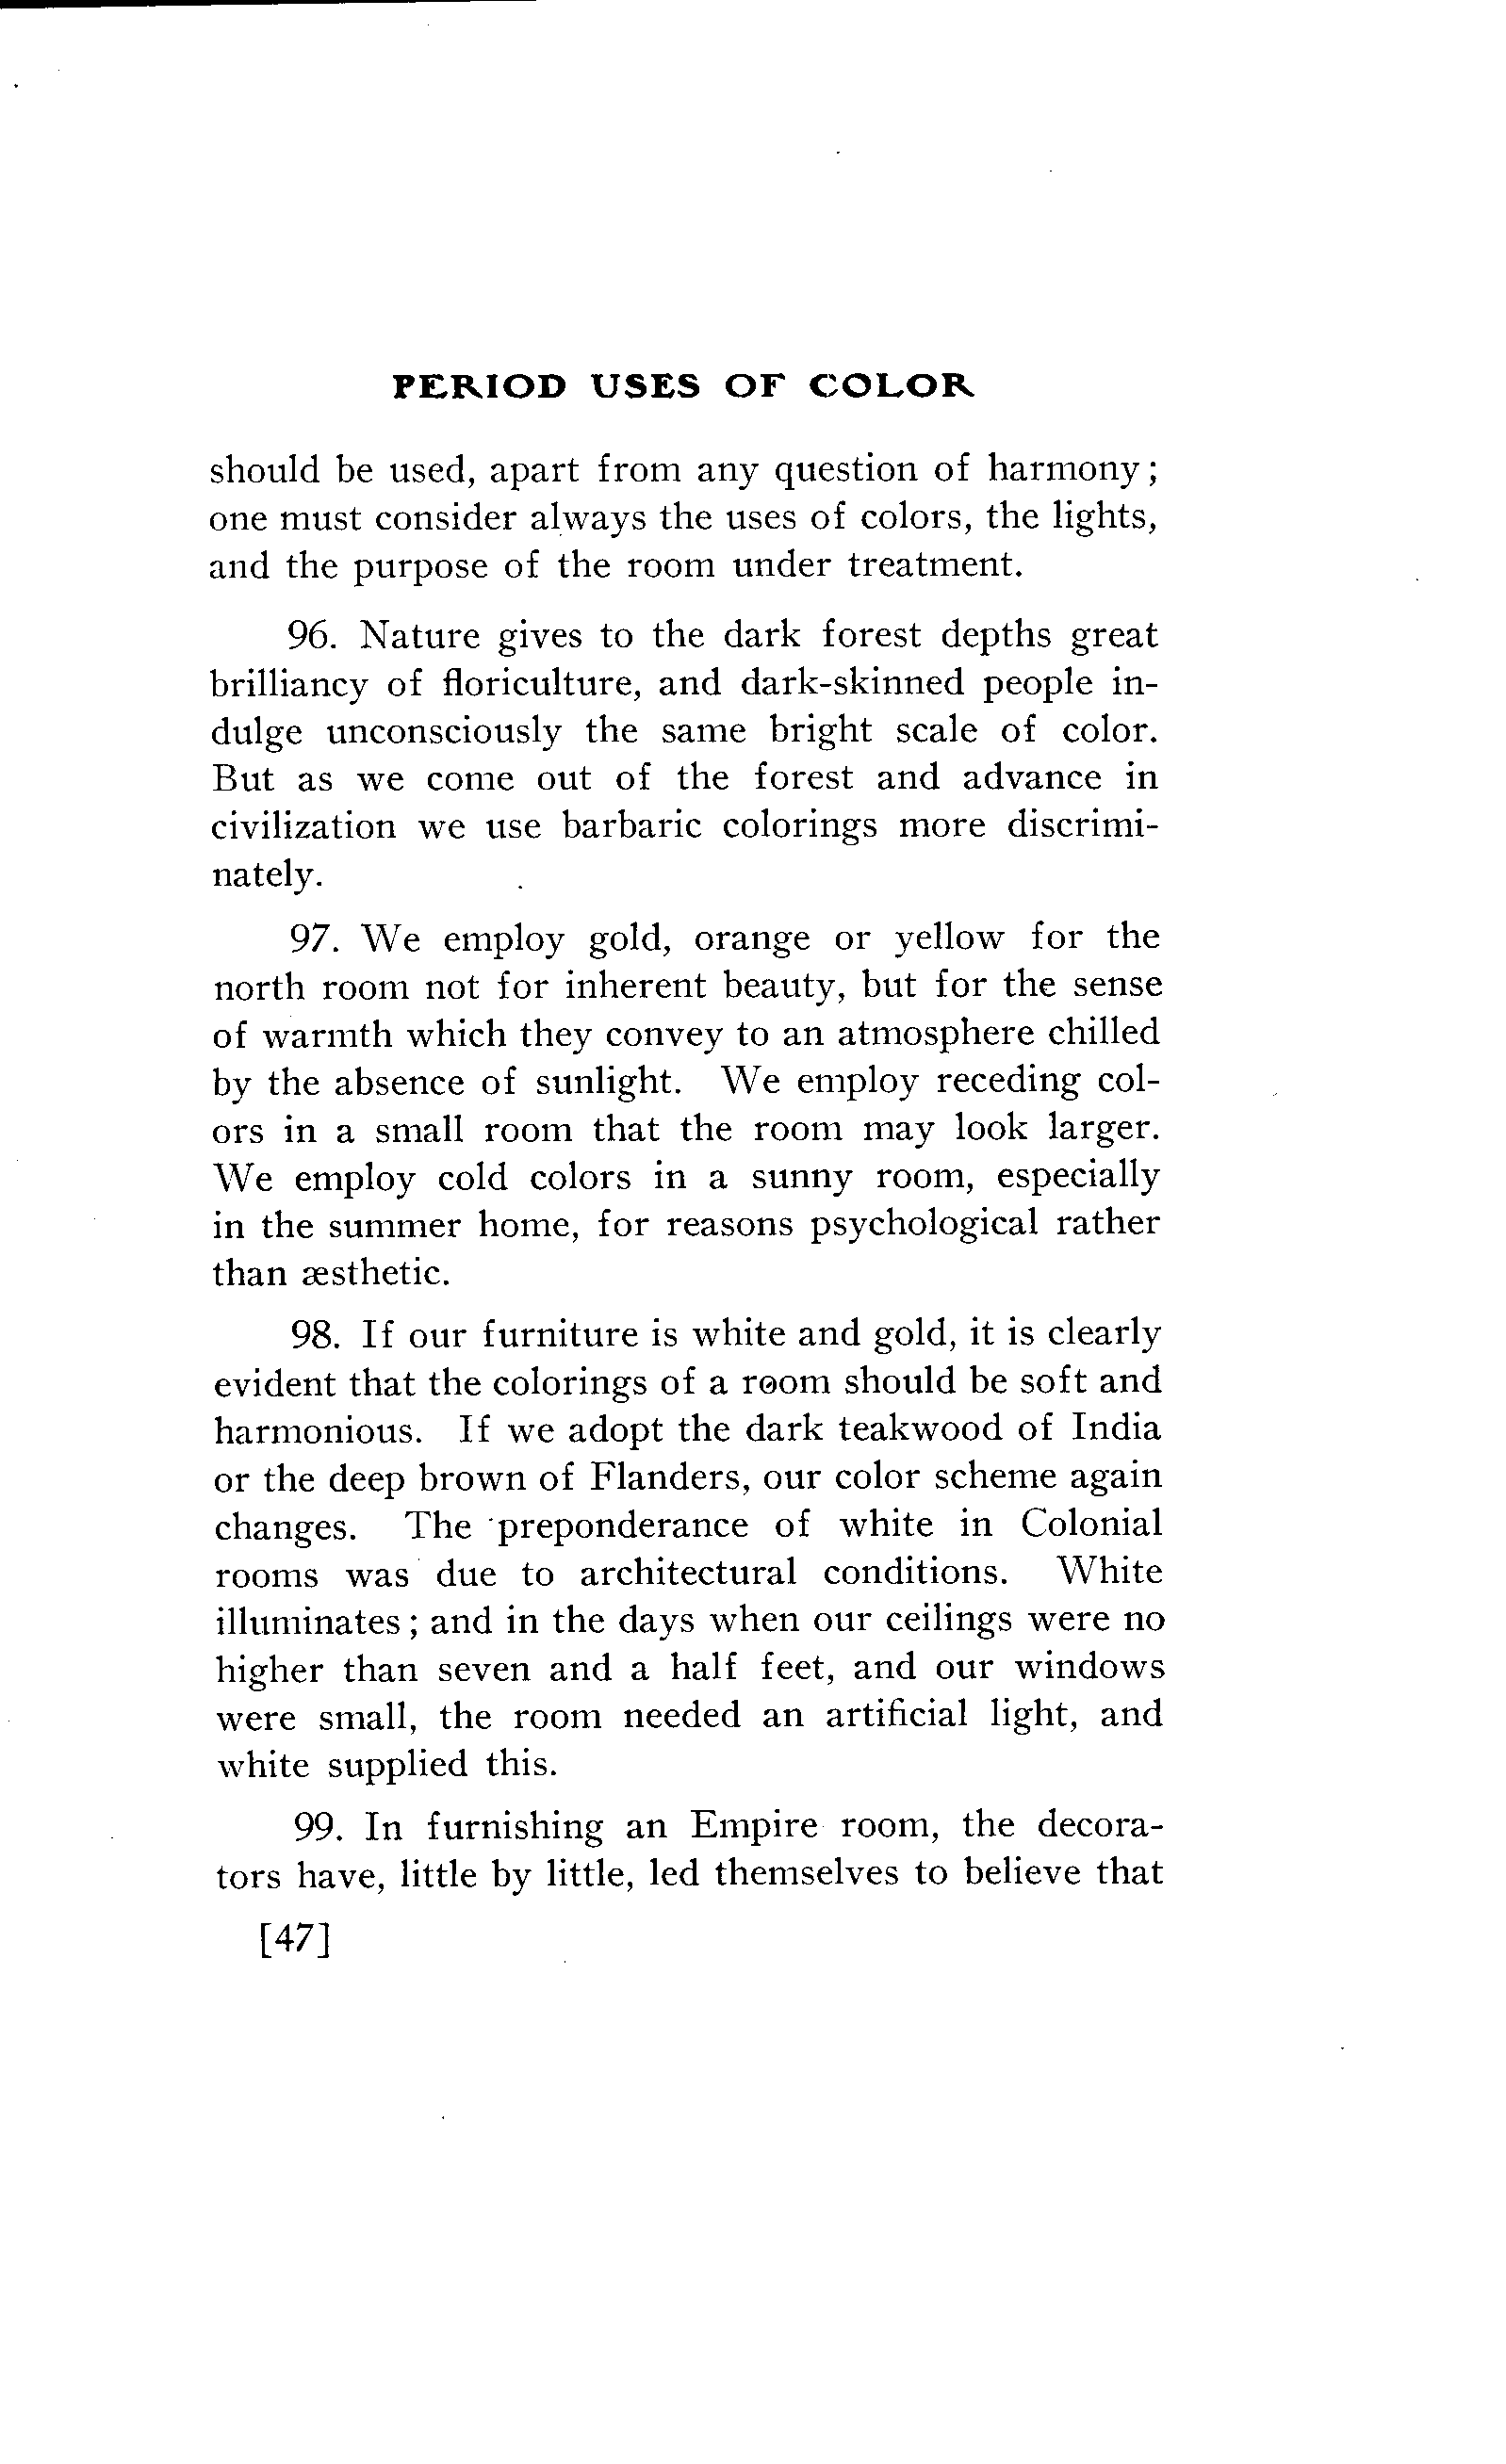 PERIOD USES OF COLOR
should be used, apart from any question of harmony;
one must consider always the uses of colors, the lights,
and the purpose of the room under treatment.
96. Nature gives to the dark forest depths great
brilliancy of floriculture, and dark-skinned people in-
dulge unconsciously the same bright scale of color.
But as we come out of the forest and advance in
civilization we use barbaric colorings more discrimi-
nately.
97. We employ gold, orange or yellow for the
north room not for inherent beauty, but for the sense
of warmth which they convey to an atmosphere chilled
by the absence of sunlight. We employ receding col-
ors in a small room that the room may look larger.
We employ cold colors in a sunny room, especially
in the summer home, for reasons psychological rather
than æsthetic.
98. If our furniture is white and gold, it is clearly
evident that the colorings of a room should be soft and
harmonious. If we adopt the dark teakwood of India
or the deep brown of Flanders, our color scheme again
changes. The preponderance of white in Colonial
rooms was due to architectural conditions. White
illuminates; and in the days when our ceilings were no
higher than seven and a half feet, and our windows
were small, the room needed an artificial light, and
white supplied this.
99. In furnishing an Empire room, the decora-
tors have, little by little, led themselves to believe that
[47]